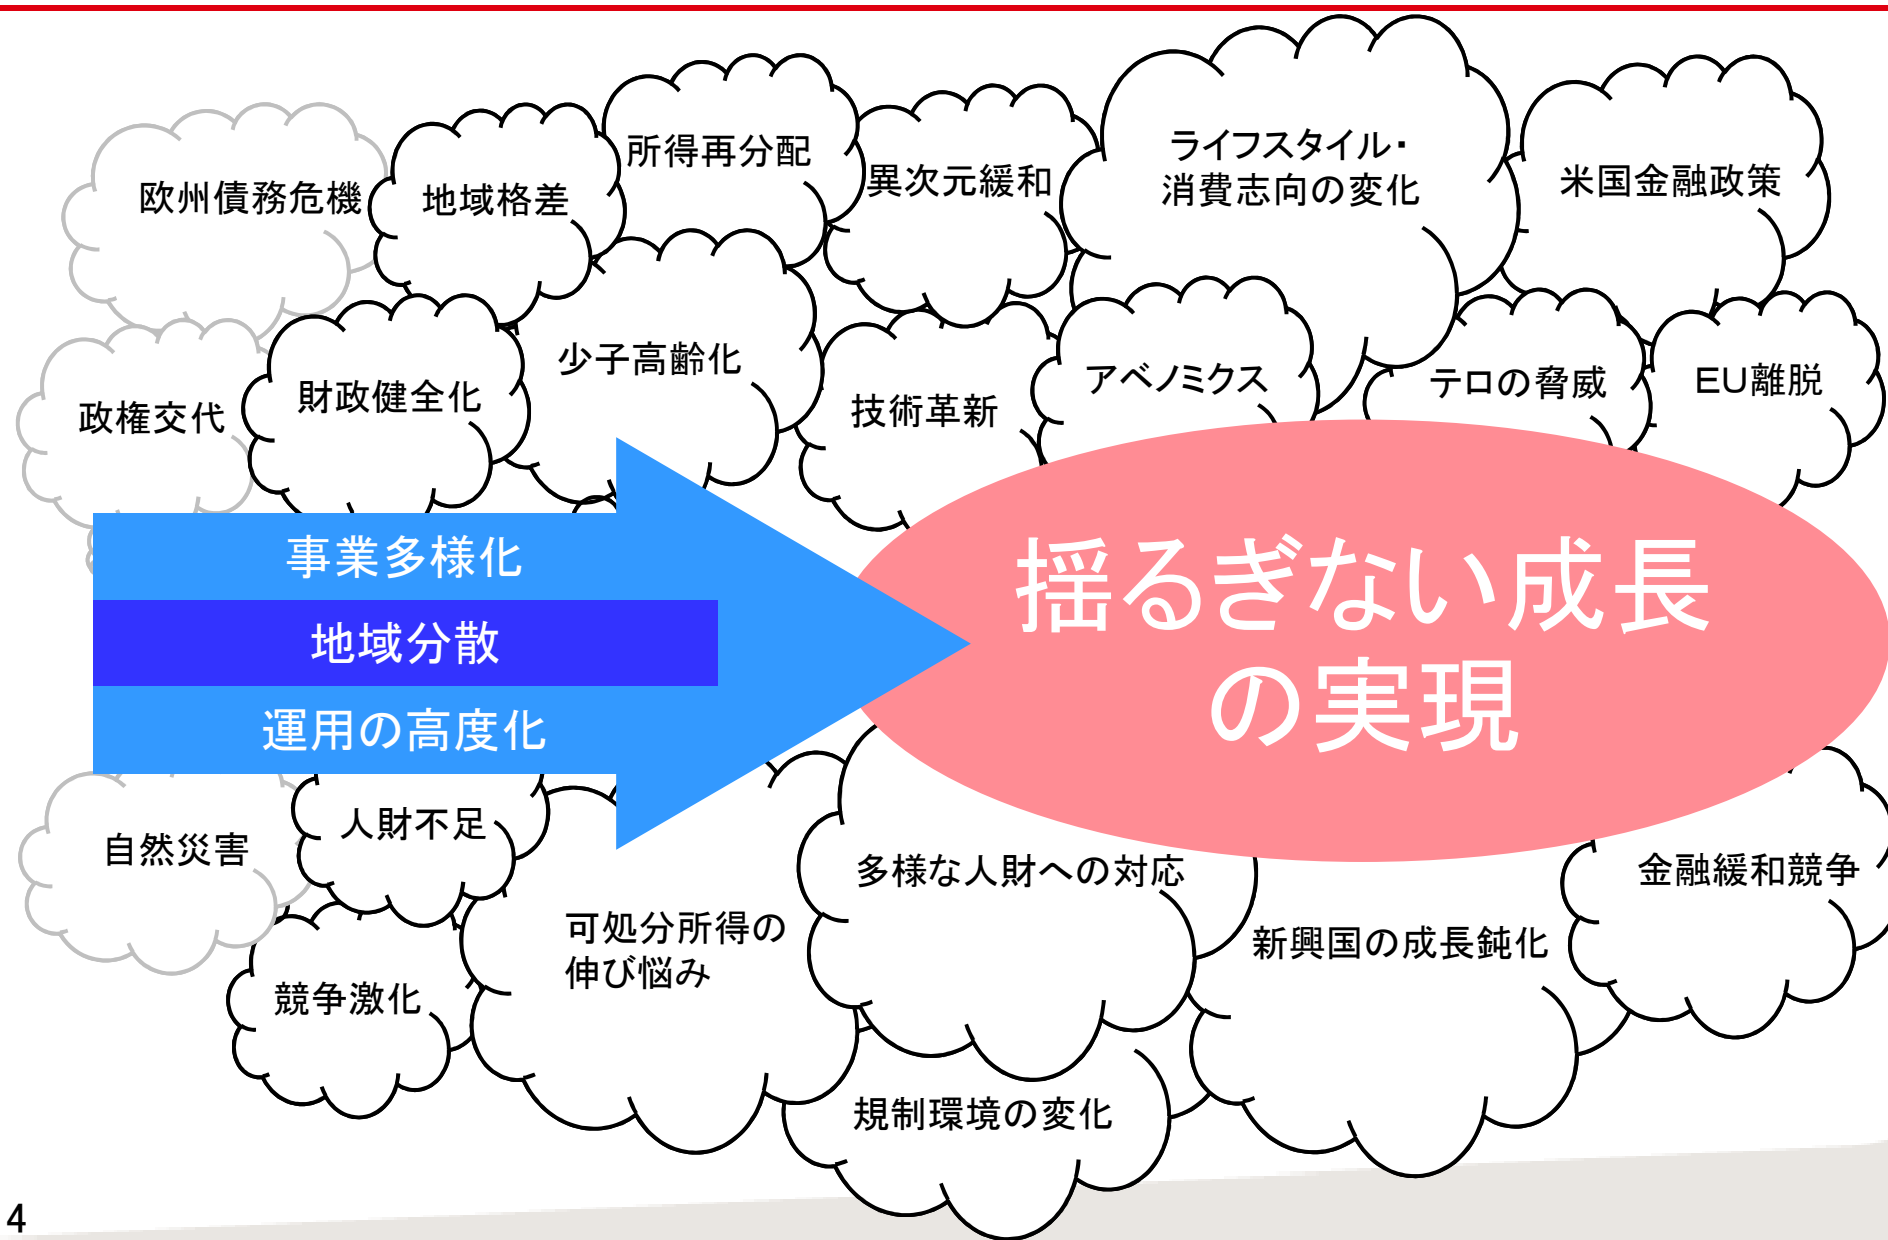 欧州債務危機
地域格差
所得再分配
異次元緩和
ライフスタイル・
消費志向の変化
米国金融政策
政権交代
財政健全化
少子高齢化
技術革新
アベノミクス
テロの脅威
EU離脱
事業多様化
地域分散
運用の高度化
揺るぎない成長
の実現
自然災害
人財不足
競争激化
可処分所得の
伸び悩み
多様な人財への対応
規制環境の変化
新興国の成長鈍化
金融緩和競争
4